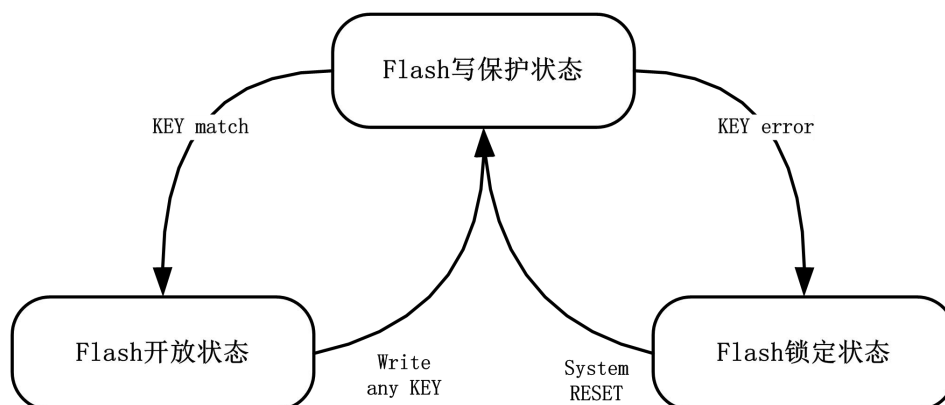 Flash写保护状态
KEY match
KEY error
Flash开放状态
Write
any KEY
System
RESET
Flash锁定状态